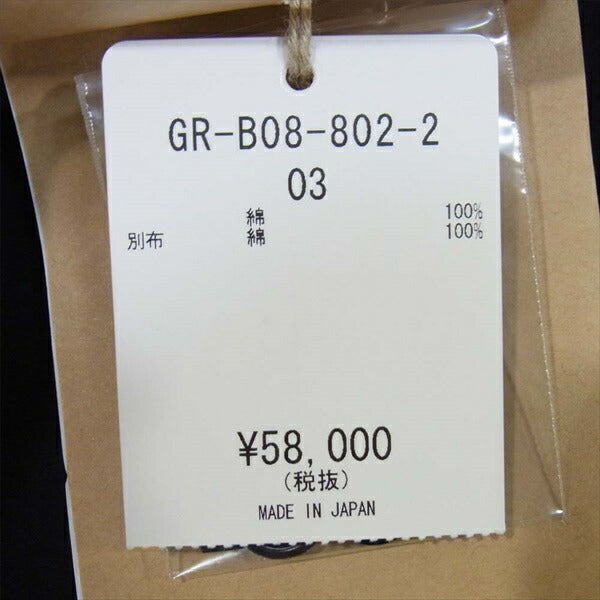 GR-B08-802-2
03
綿 100%
別布 綿 100%
¥58,000
(税抜)
MADE IN JAPAN